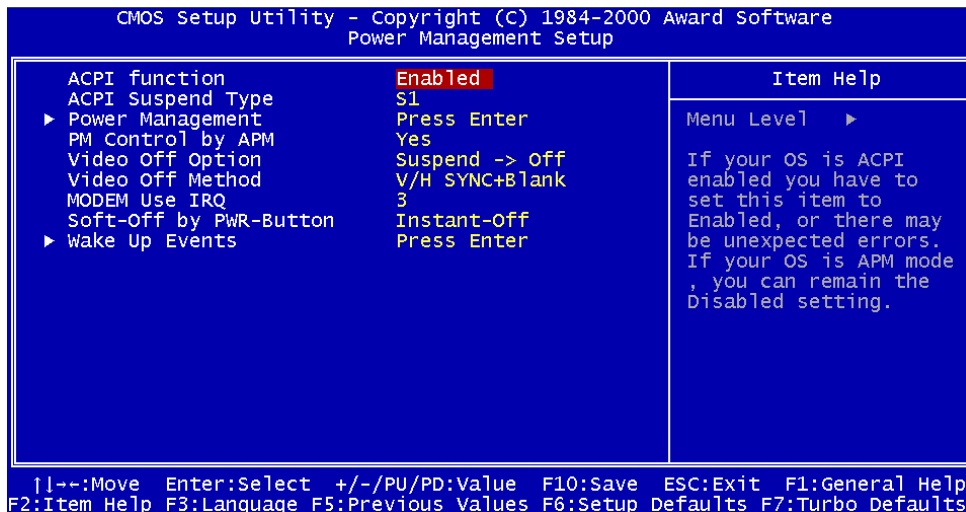 CMOS Setup Utility - Copyright (C) 1984-2000 Award Software
Power Management Setup
ACPI function Enabled
ACPI Suspend Type S1
▶ Power Management Press Enter
PM Control by APM Yes
Video Off Option Suspend -> Off
Video Off Method V/H SYNC+Blank
MODEM Use IRQ 3
Soft-Off by PWR-Button Instant-Off
▶ Wake Up Events Press Enter
Item Help
Menu Level ▶
If your OS is ACPI
enabled you have to
set this item to
Enabled, or there may
be unexpected errors.
If your OS is APM mode
, you can remain the
Disabled setting.
↑↓→←:Move Enter:Select +/-/PU/PD:Value F10:Save ESC:Exit F1:General Help
F2:Item Help F3:Language F5:Previous Values F6:Setup Defaults F7:Turbo Defaults